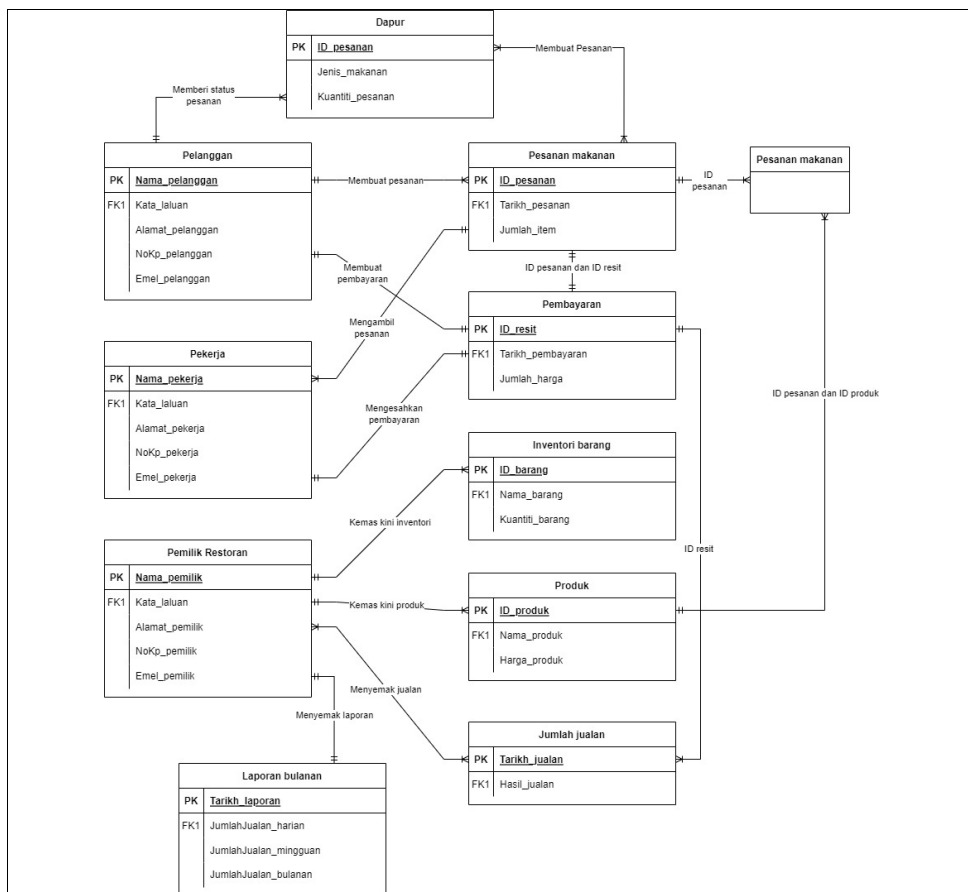 Dapur
PK ID_pesanan
Jenis_makanan
Kuantiti_pesanan
Membuat Pesanan
Memberi status
pesanan
Pelanggan
PK Nama_pelanggan
FK1 Kata_laluan
Alamat_pelanggan
NoKp_pelanggan
Emel_pelanggan
Membuat pesanan
Pesanan makanan
PK ID_pesanan
FK1 Tarikh_pesanan
Jumlah_item
ID
pesanan
Pesanan makanan
Membuat
pembayaran
ID pesanan dan ID resit
Mengambil
pesanan
Pembayaran
PK ID_resit
FK1 Tarikh_pembayaran
Jumlah_harga
Pekerja
PK Nama_pekerja
FK1 Kata_laluan
Alamat_pekerja
NoKp_pekerja
Emel_pekerja
Mengesahkan
pembayaran
ID pesanan dan ID produk
Inventori barang
PK ID_barang
FK1 Nama_barang
Kuantiti_barang
Kemas kini inventori
ID resit
Pemilik Restoran
PK Nama_pemilik
FK1 Kata_laluan
Alamat_pemilik
NoKp_pemilik
Emel_pemilik
Kemas kini produk
Produk
PK ID_produk
FK1 Nama_produk
Harga_produk
Menyemak jualan
Menyemak laporan
Jumlah jualan
PK Tarikh_jualan
FK1 Hasil_jualan
Laporan bulanan
PK Tarikh_laporan
FK1 JumlahJualan_harian
JumlahJualan_mingguan
JumlahJualan_bulanan